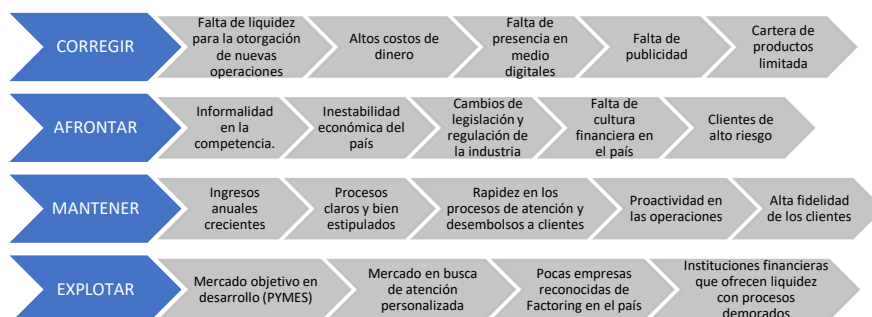 CORREGIR
Falta de liquidez
para la otorgación
de nuevas
operaciones
Altos costos de
dinero
Falta de
presencia en
medio
digitales
Falta de
publicidad
Cartera de
productos
limitada
AFRONTAR
Informalidad
en la
competencia.
Inestabilidad
económica del
país
Cambios de
legislación y
regulación de
la industria
Falta de
cultura
financiera en
el país
Clientes de
alto riesgo
MANTENER
Ingresos
anuales
crecientes
Procesos
claros y bien
estipulados
Rapidez en los
procesos de atención y
desembolsos a clientes
Proactividad en
las operaciones
Alta fidelidad
de los clientes
EXPLOTAR
Mercado objetivo en
desarrollo (PYMES)
Mercado en busca
de atención
personalizada
Pocas empresas
reconocidas de
Factoring en el país
Instituciones financieras
que ofrecen liquidez
con procesos
demorados